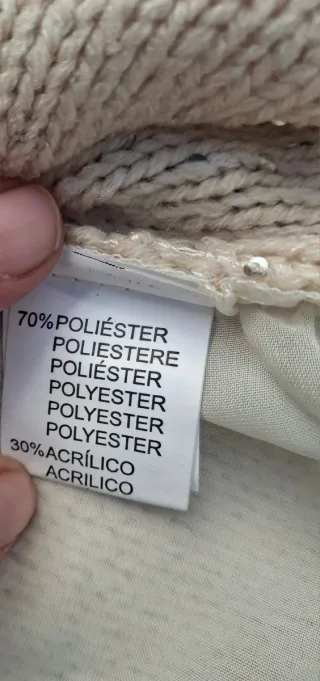 70%POLIÉSTER
POLIESTERE
POLIÉSTER
POLYESTER
POLYESTER
POLYESTER
30%ACRÍLICO
ACRILICO